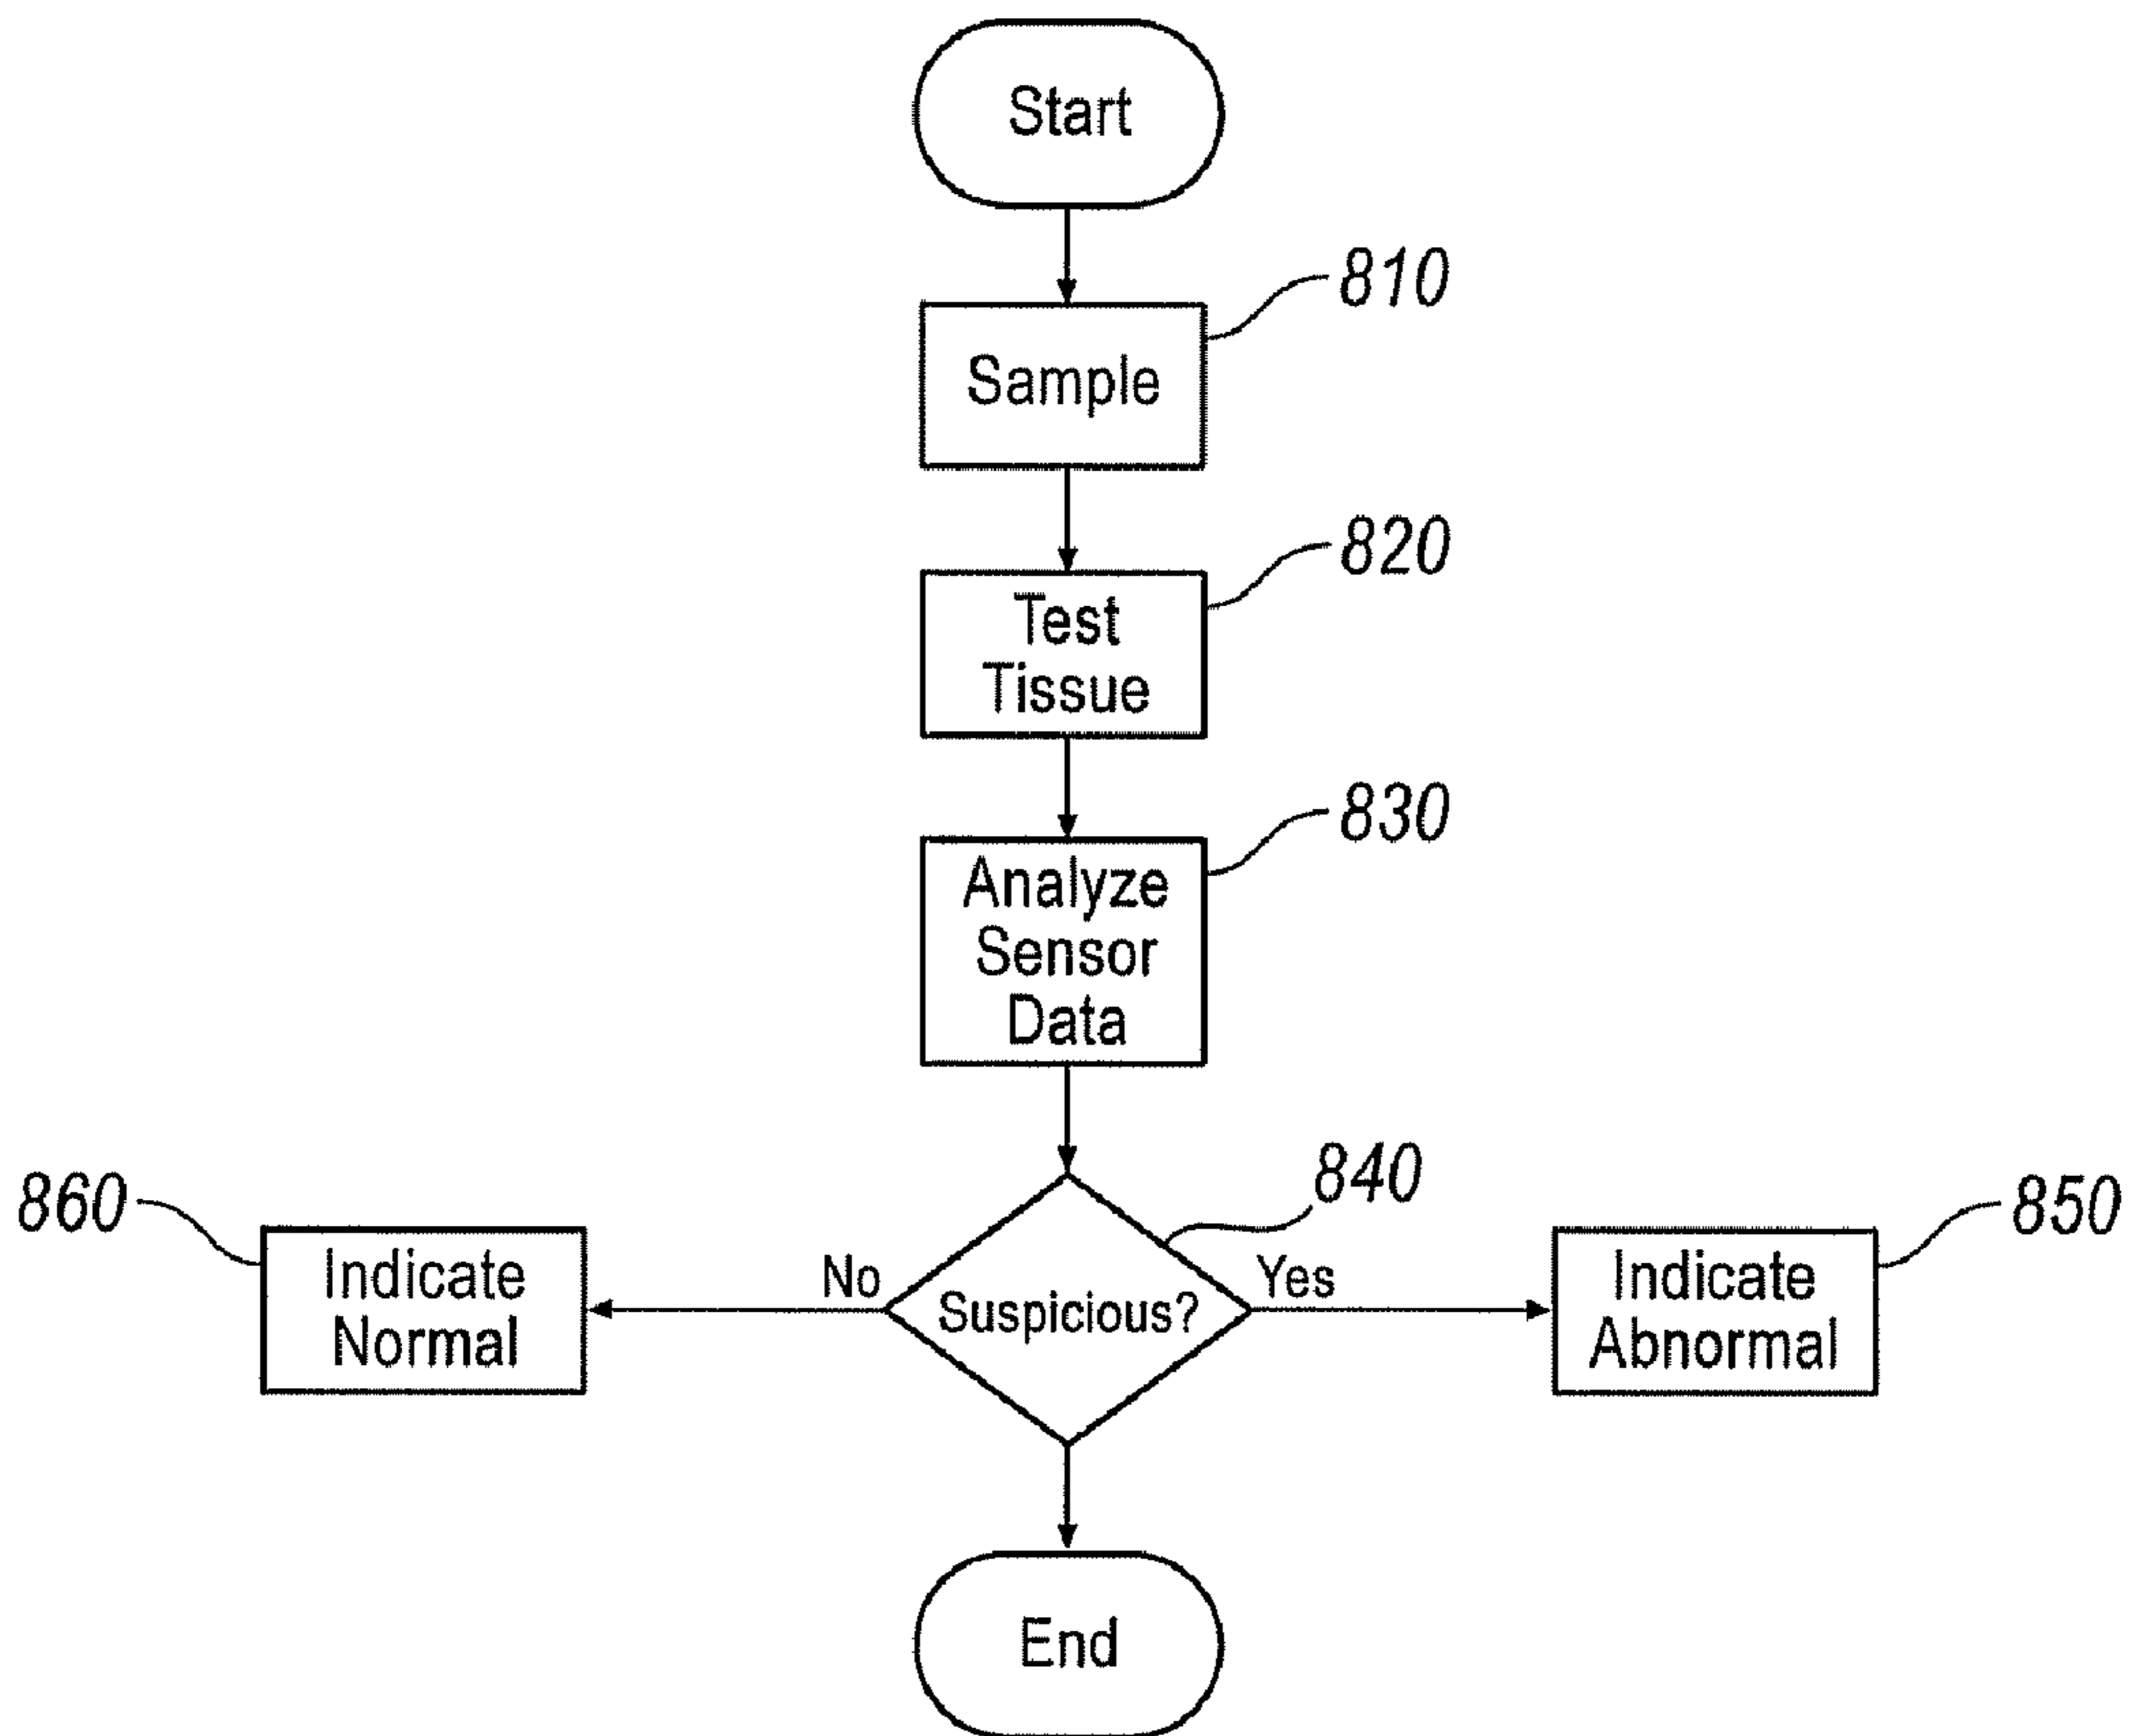 Start
810
Sample
820
Test
Tissue
830
Analyze
Sensor
Data
840
860
850
Indicate
Normal
No
Suspicious?
Yes
Indicate
Abnormal
End